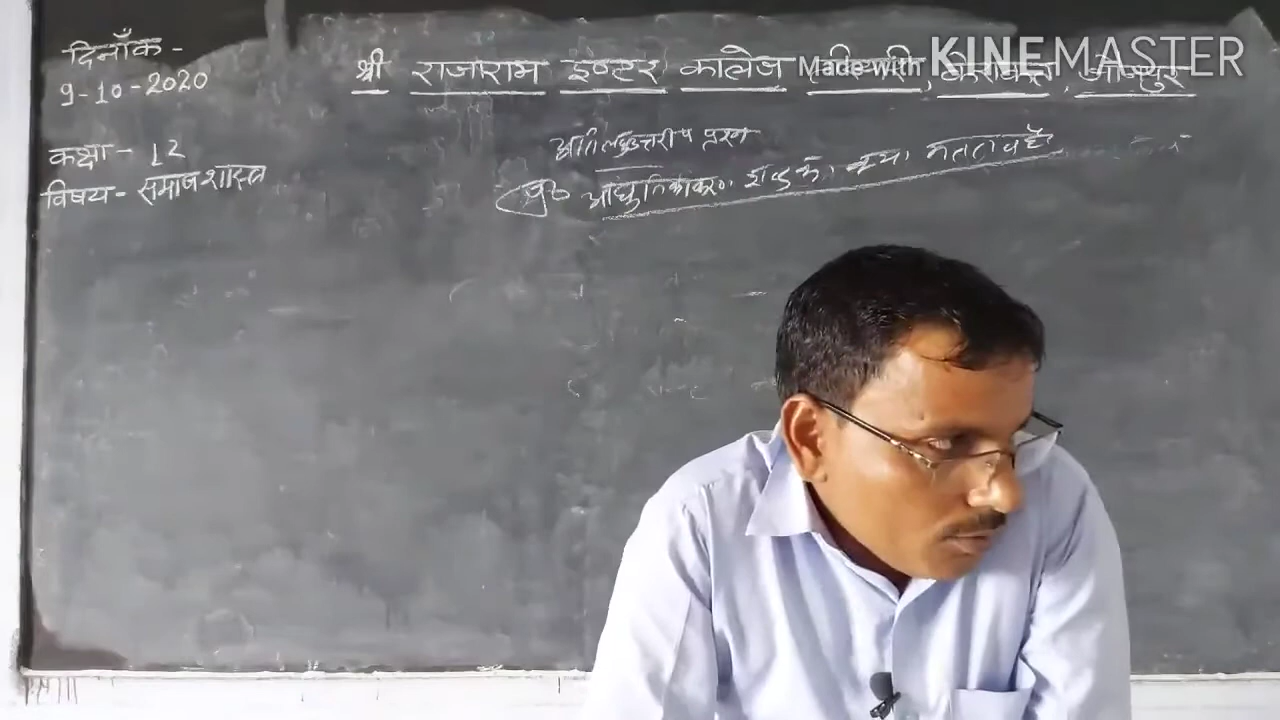 दिनाँक -
9-10-2020
श्री राजाराम इण्टर कालेज
Made with KINEMASTER
कक्षा - 12
विषय - समाजशास्त्र
अतिलघुउत्तरीय प्रश्न
प्र० आधुनिकीकरण शब्द का क्या मतलब है